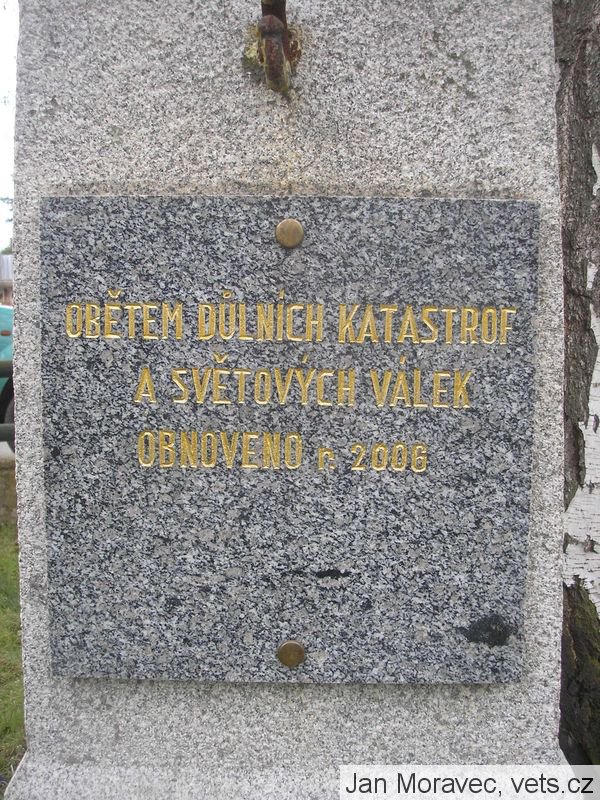 OBĚTEM DŮLNÍCH KATASTROF
A SVĚTOVÝCH VÁLEK
OBNOVENO r. 2006
Jan Moravec, vets.cz